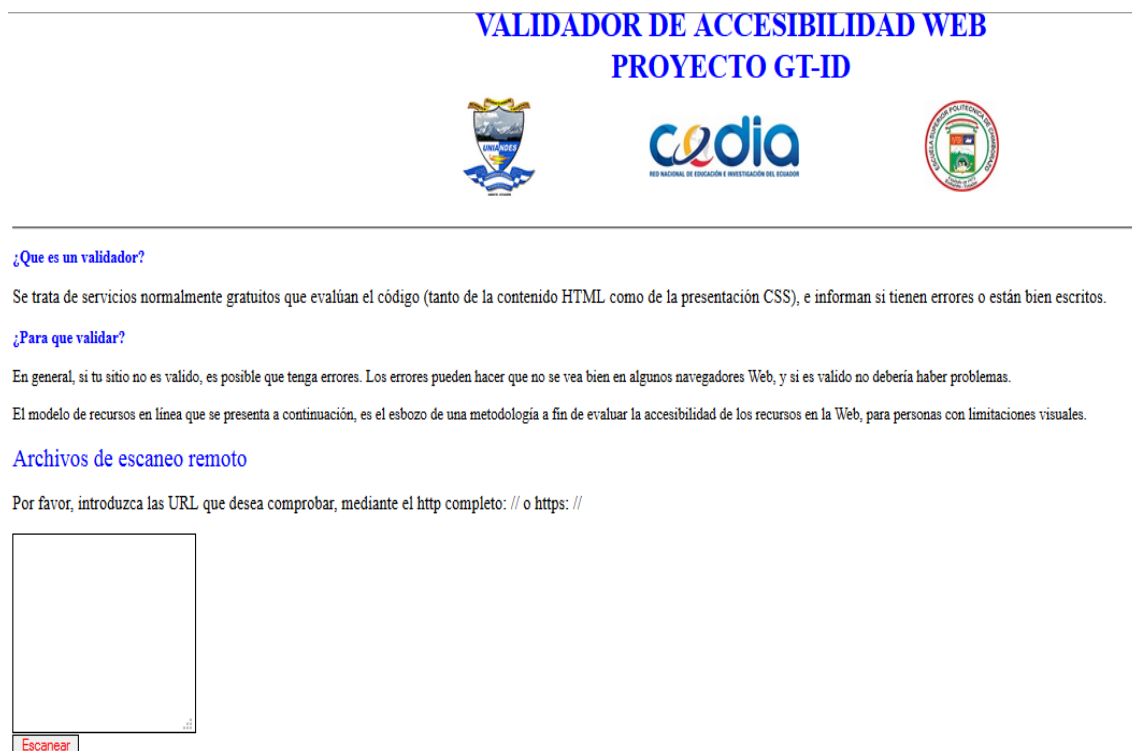 VALIDADOR DE ACCESIBILIDAD WEB
PROYECTO GT-ID
UNIANDES
cedia
RED NACIONAL DE EDUCACIÓN E INVESTIGACIÓN DEL ECUADOR
ESCUELA SUPERIOR POLITECNICA DE CHIMBORAZO
¿Que es un validador?
Se trata de servicios normalmente gratuitos que evalúan el código (tanto de la contenido HTML como de la presentación CSS), e informan si tienen errores o están bien escritos.
¿Para que validar?
En general, si tu sitio no es valido, es posible que tenga errores. Los errores pueden hacer que no se vea bien en algunos navegadores Web, y si es valido no debería haber problemas.
El modelo de recursos en línea que se presenta a continuación, es el esbozo de una metodología a fin de evaluar la accesibilidad de los recursos en la Web, para personas con limitaciones visuales.
Archivos de escaneo remoto
Por favor, introduzca las URL que desea comprobar, mediante el http completo: // o https: //
Escanear